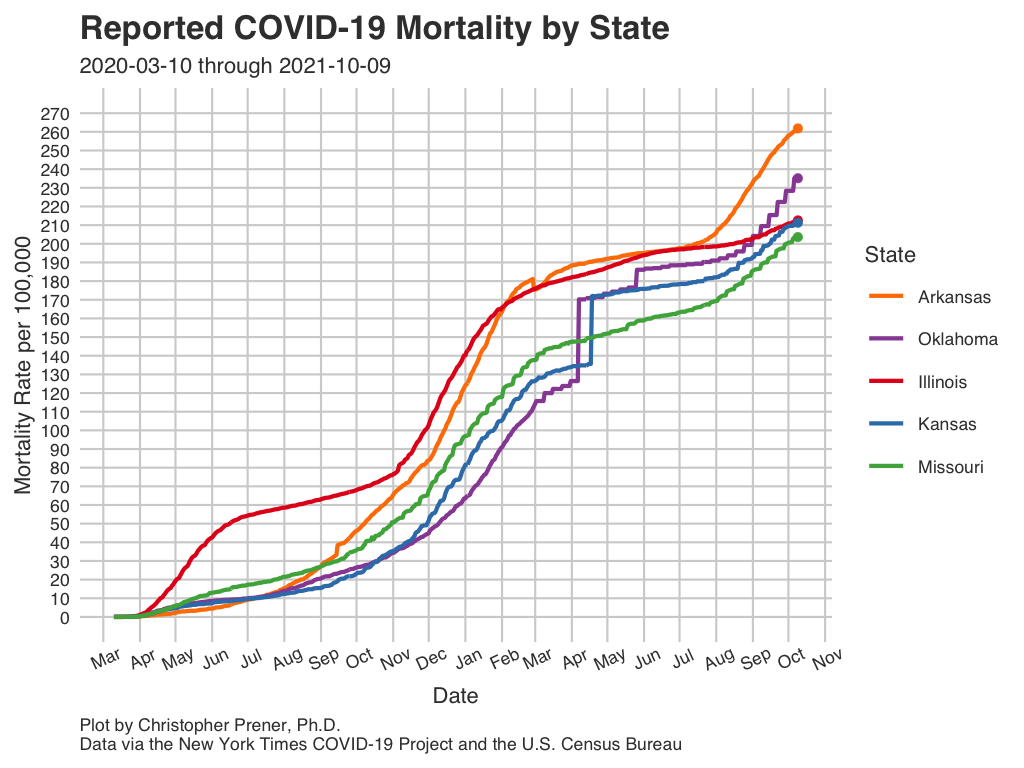 Reported COVID-19 Mortality by State
2020-03-10 through 2021-10-09
Mortality Rate per 100,000
270
260
250
240
230
220
210
200
190
180
170
160
150
140
130
120
110
100
90
80
70
60
50
40
30
20
10
0
Mar Apr May Jun Jul Aug Sep Oct Nov Dec Jan Feb Mar Apr May Jun Jul Aug Sep Oct Nov
Date
State
Arkansas
Oklahoma
Illinois
Kansas
Missouri
Plot by Christopher Prener, Ph.D.
Data via the New York Times COVID-19 Project and the U.S. Census Bureau